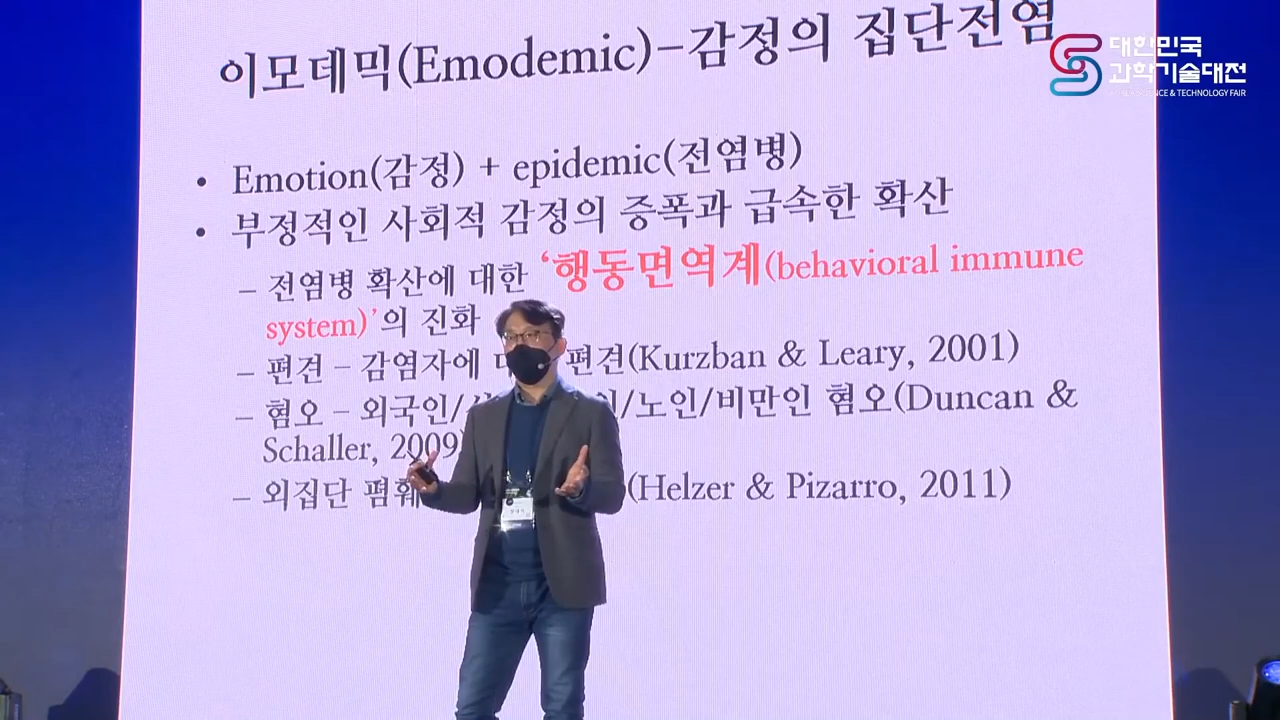 이모데믹(Emodemic)-감정의 집단전염
대한민국
과학기술대전
SCIENCE & TECHNOLOGY FAIR
• Emotion(감정) + epidemic(전염병)
• 부정적인 사회적 감정의 증폭과 급속한 확산
– 전염병 확산에 대한 ‘행동면역계(behavioral immune
system)’의 진화
– 편견 – 감염자에 편견(Kurzban & Leary, 2001)
– 혐오 – 외국인/ /노인/비만인 혐오(Duncan &
Schaller, 2009)
– 외집단 폄훼 (Helzer & Pizarro, 2011)